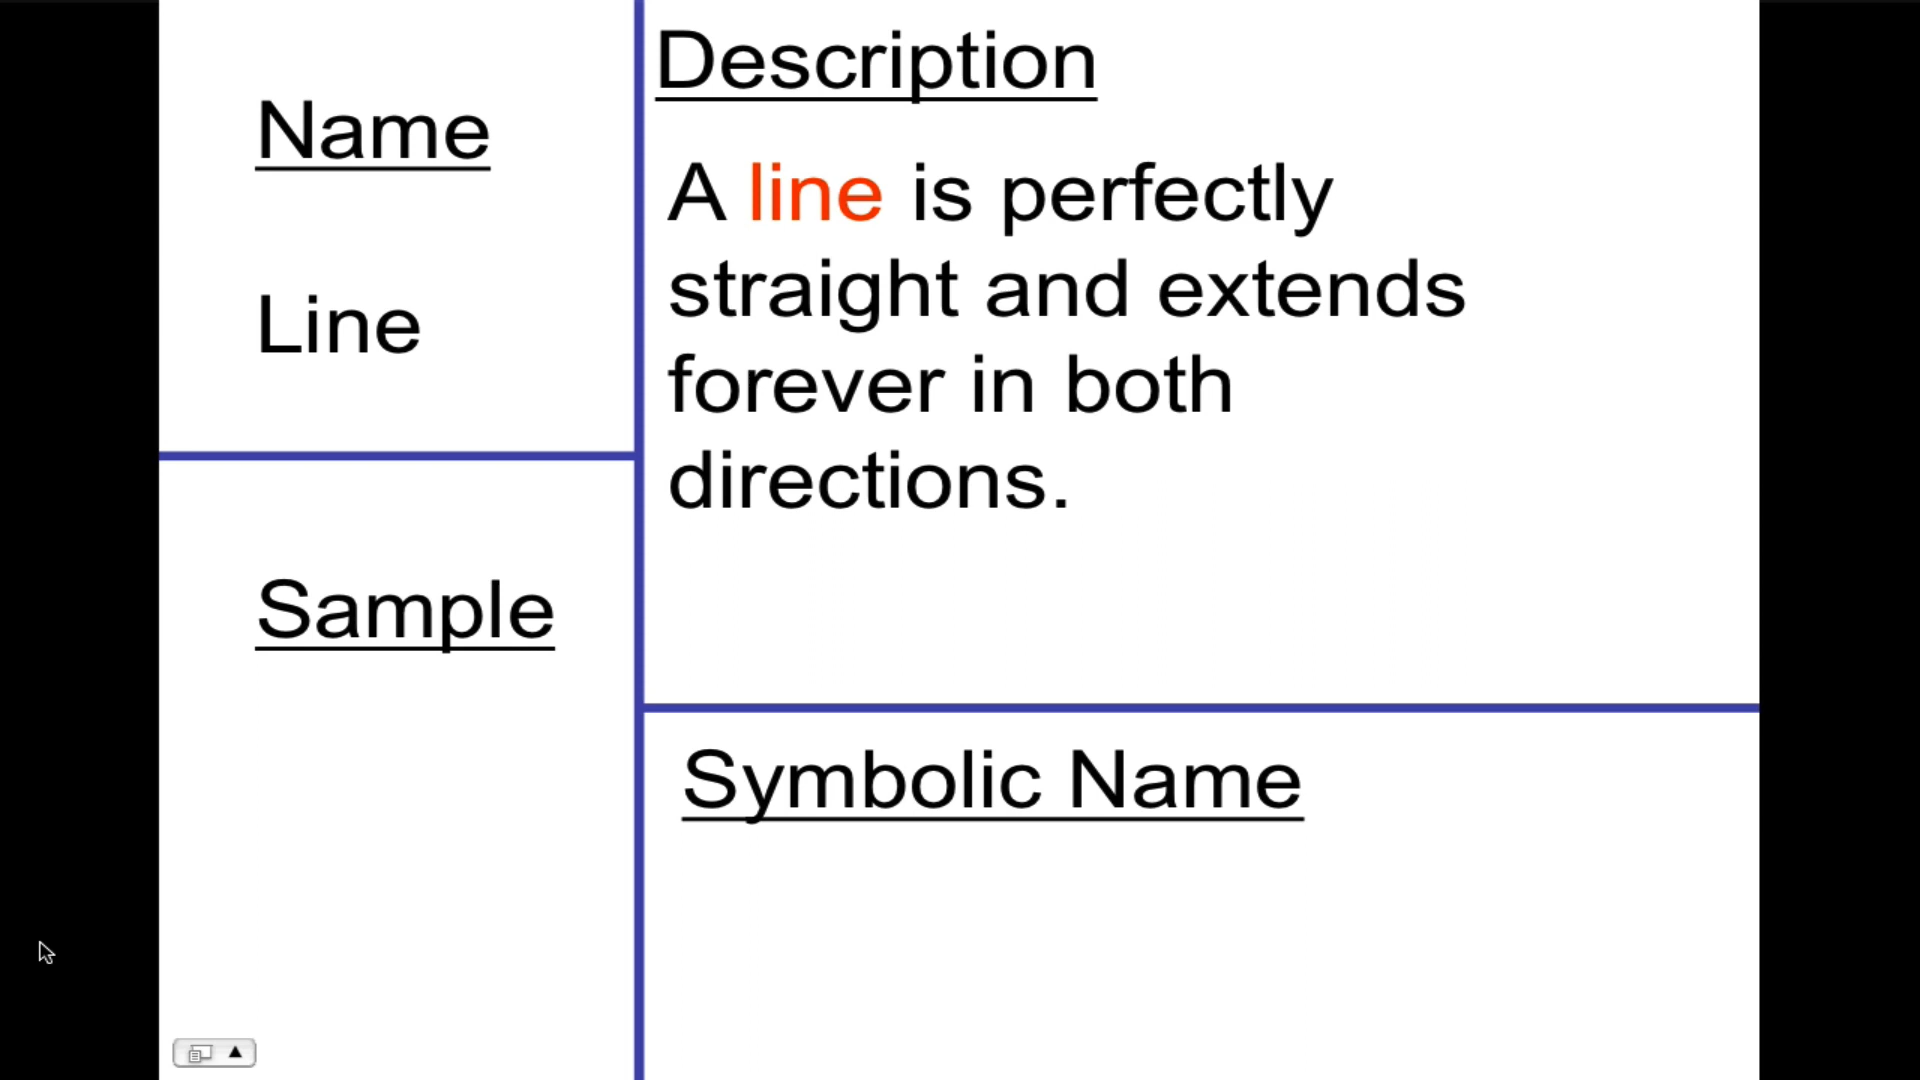 Name
Line
Sample
Description
A line is perfectly
straight and extends
forever in both
directions.
Symbolic Name